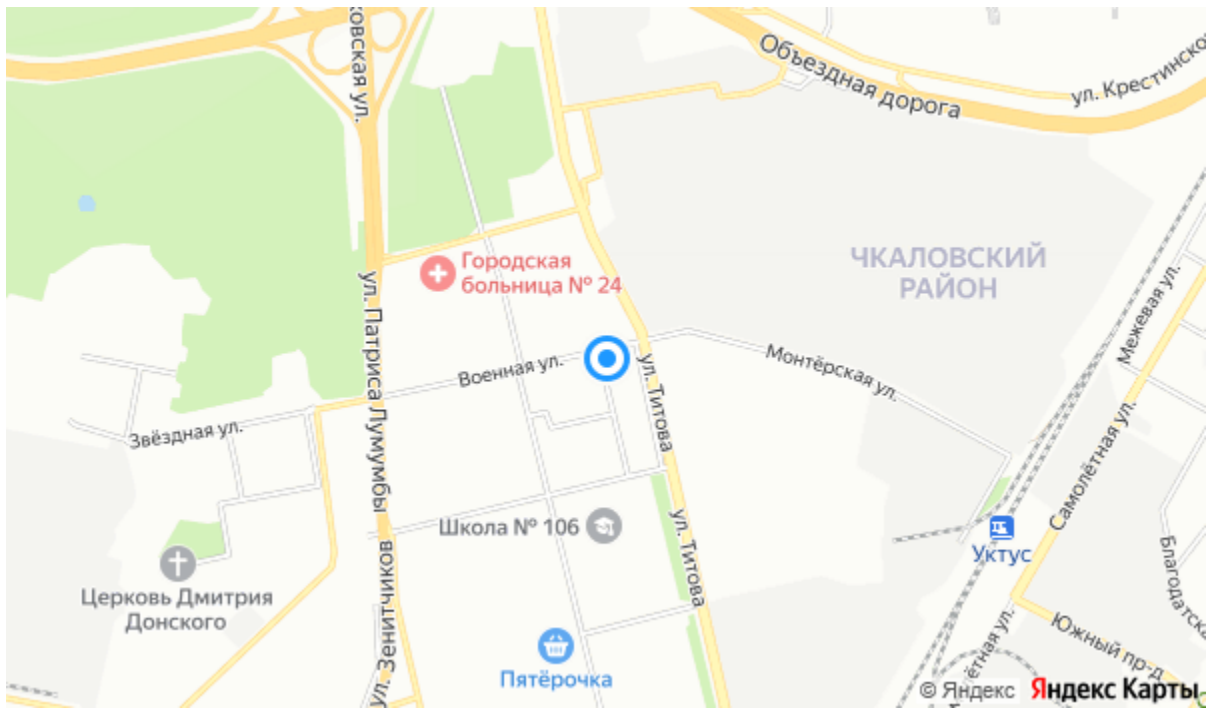 ковская ул.
Объездная дорога
ул. Крестинско
ЧКАЛОВСКИЙ
РАЙОН
Городская
больница № 24
ул. Патриса Лумумбы
Межевая ул.
Военная ул.
ул. Титова
Монтёрская ул.
Звёздная ул.
Самолётная ул.
Школа № 106
ул. Титова
Уктус
Благодатска
Церковь Дмитрия
Донского
ул. Зенитчиков
Южный пр-д
лётная ул.
Пятёрочка
© Яндекс Яндекс Карты